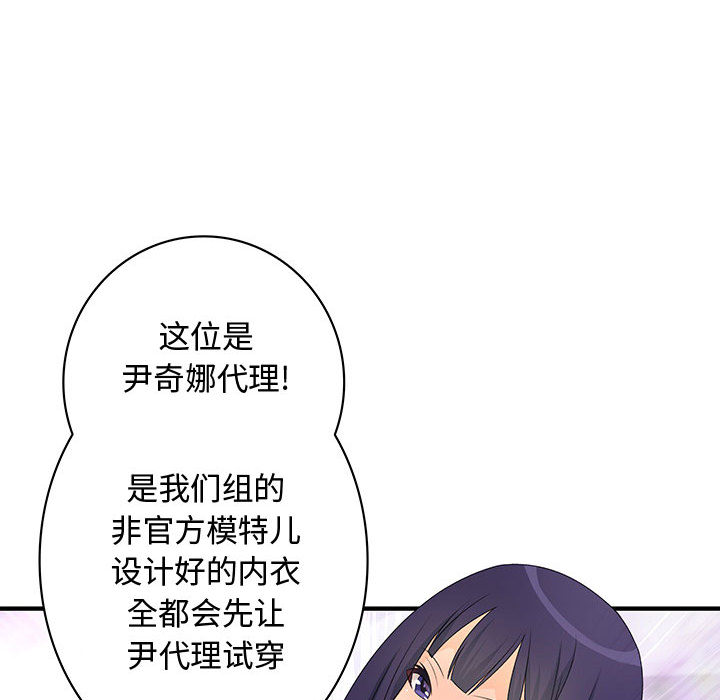 这位是
尹奇娜代理!
是我们组的
非官方模特儿
设计好的内衣
全都会先让
尹代理试穿